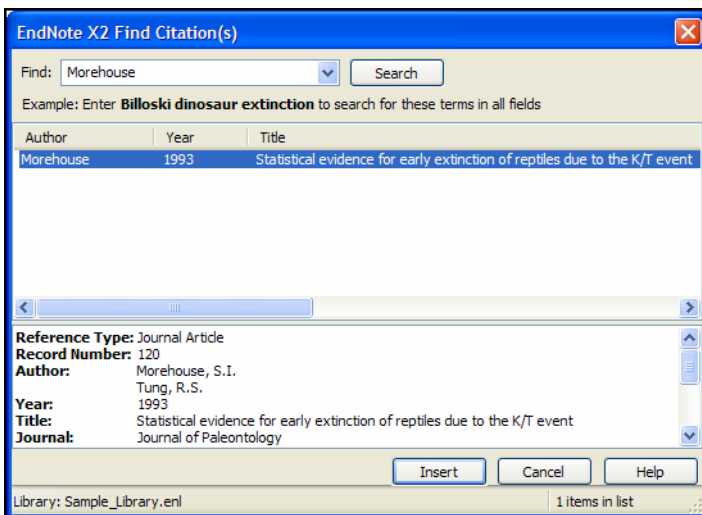 EndNote X2 Find Citation(s)
Find: Morehouse Search
Example: Enter Billoski dinosaur extinction to search for these terms in all fields
Author Year Title
Morehouse 1993 Statistical evidence for early extinction of reptiles due to the K/T event
Reference Type: Journal Article
Record Number: 120
Author: Morehouse, S.I.
Tung, R.S.
Year: 1993
Title: Statistical evidence for early extinction of reptiles due to the K/T event
Journal: Journal of Paleontology
Insert Cancel Help
Library: Sample_Library.enl 1 items in list